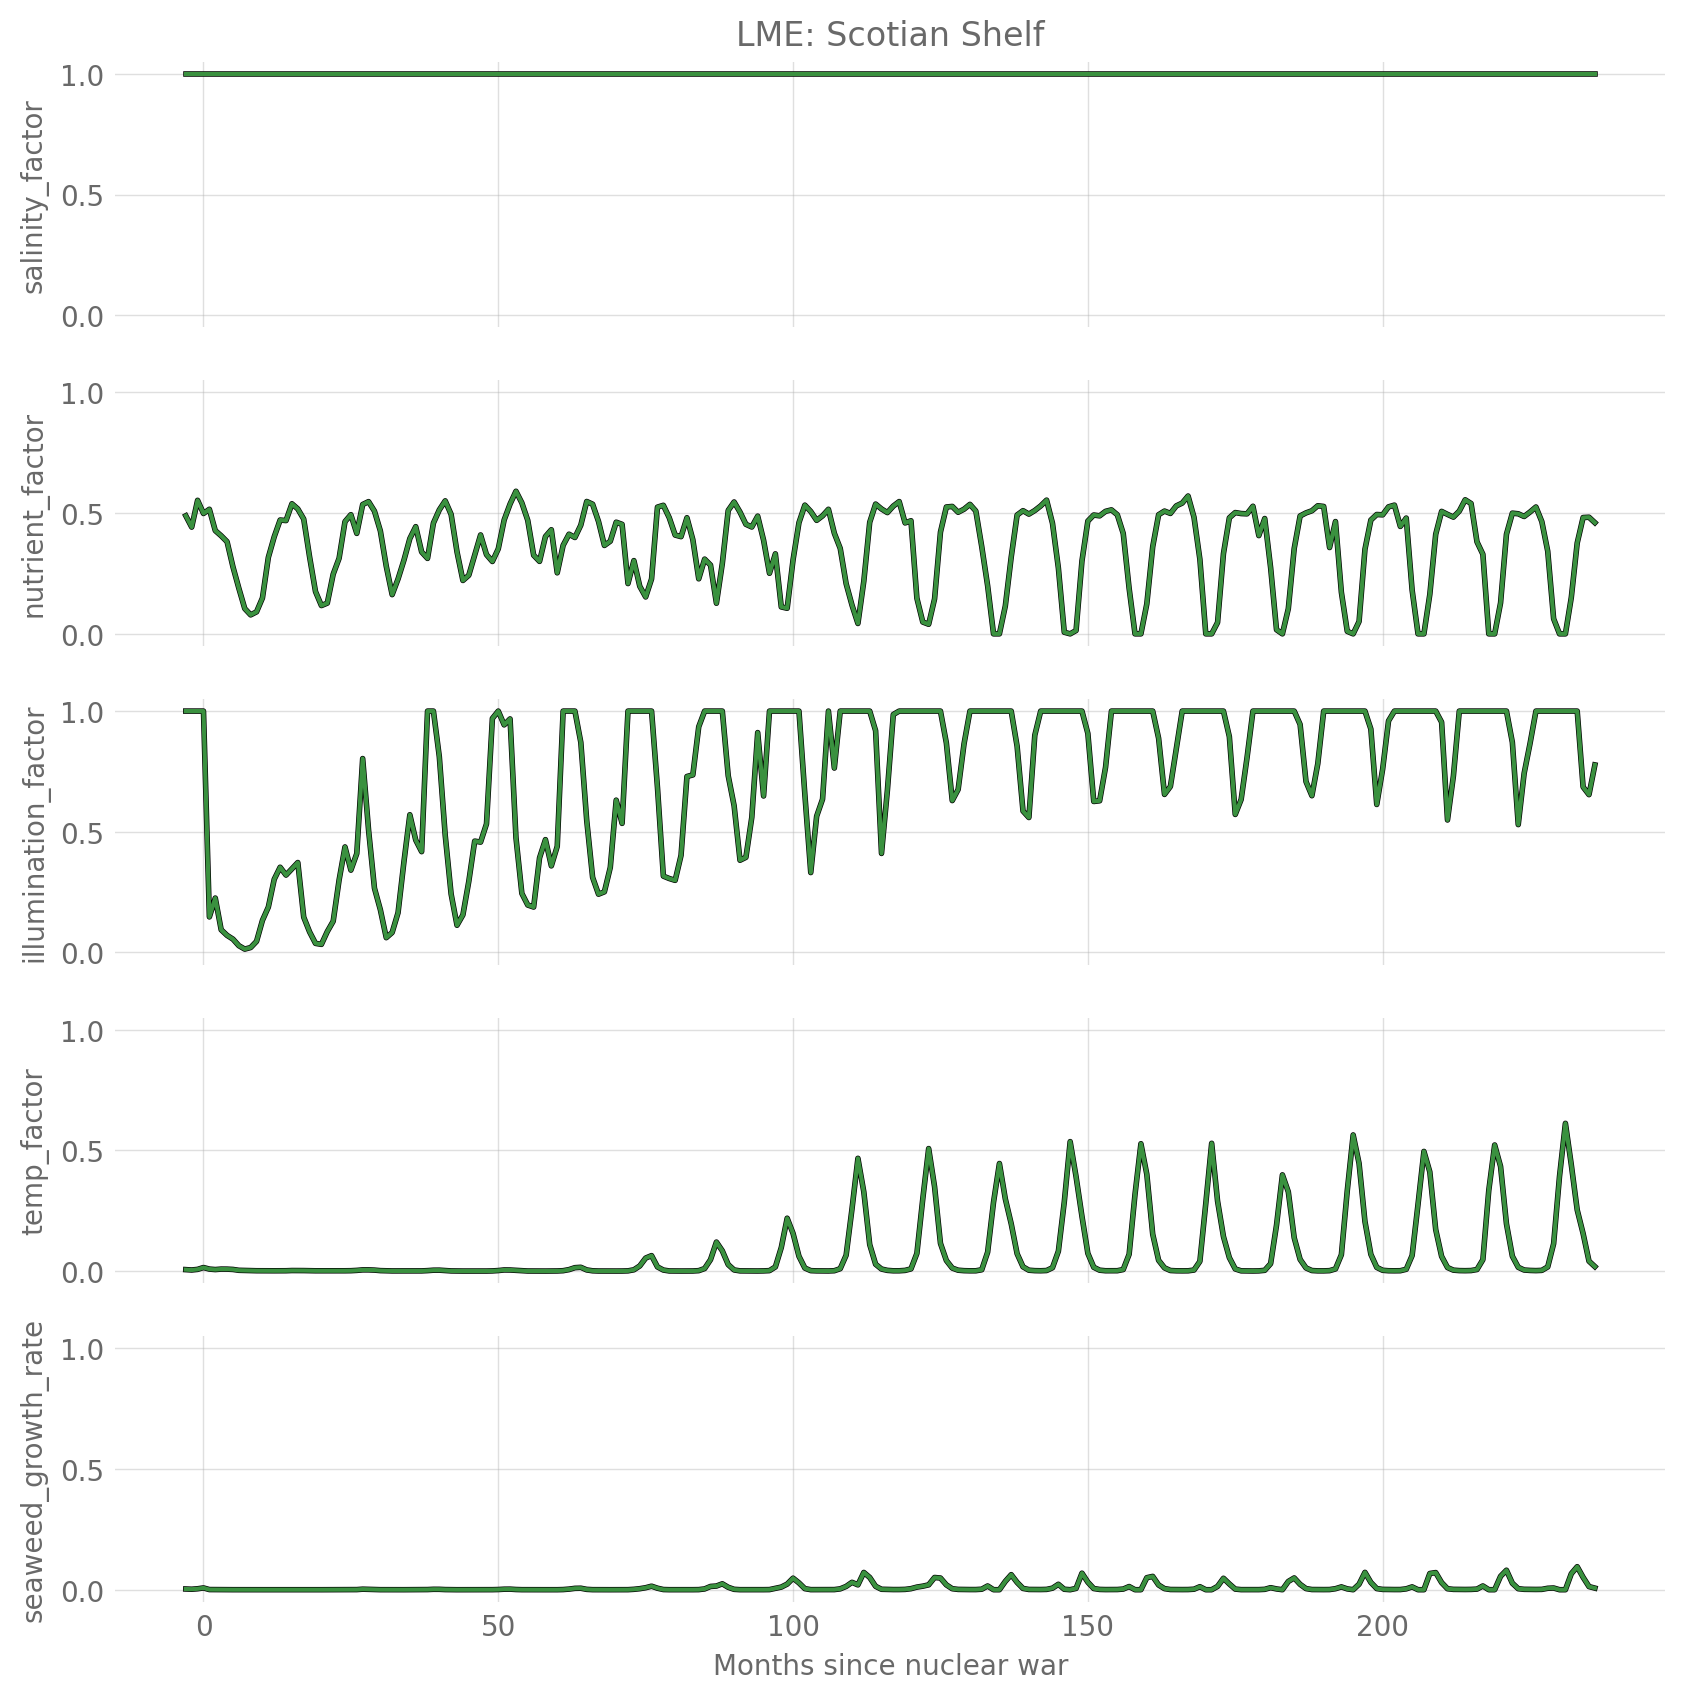 LME: Scotian Shelf
salinity_factor
1.0
0.5
0.0
nutrient_factor
1.0
0.5
0.0
illumination_factor
1.0
0.5
0.0
temp_factor
1.0
0.5
0.0
seaweed_growth_rate
1.0
0.5
0.0
0 50 100 150 200
Months since nuclear war